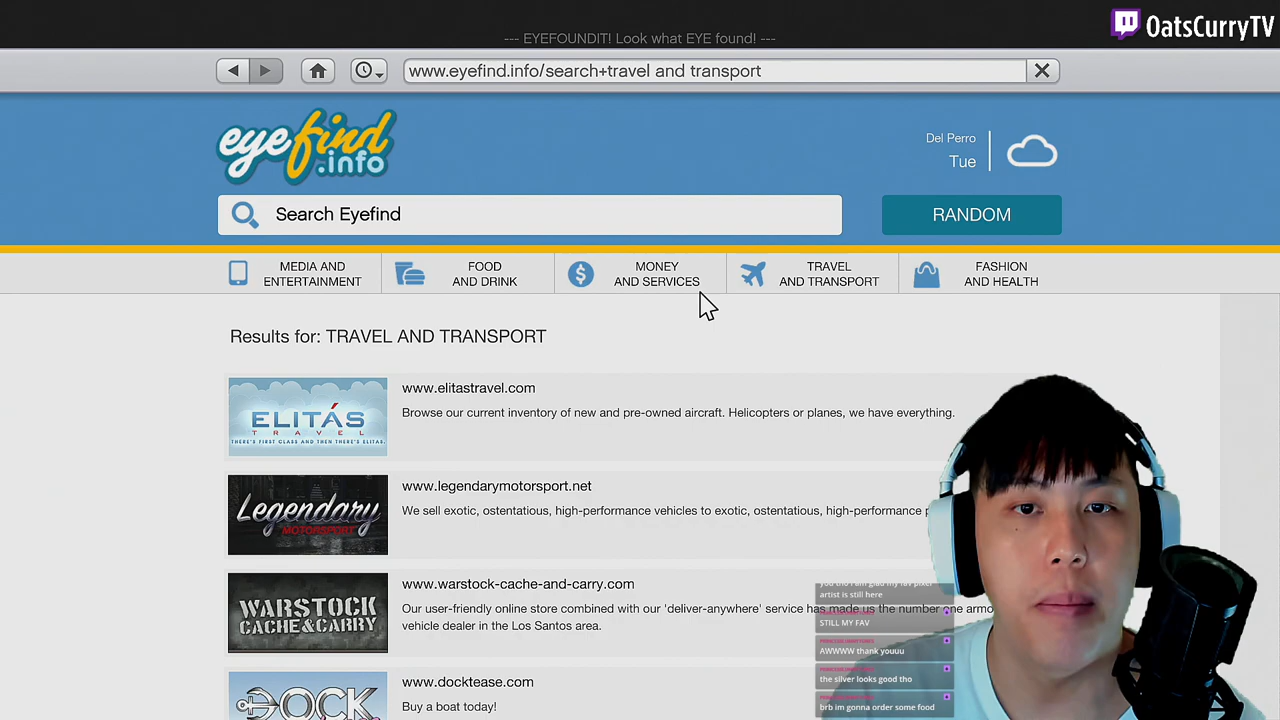 OatsCurryTV
--- EYEFOUNDIT! Look what EYE found! ---
www.eyefind.info/search+travel and transport
eyefind
.info
Del Perro
Tue
Search Eyefind
RANDOM
MEDIA AND
ENTERTAINMENT
FOOD
AND DRINK
MONEY
AND SERVICES
TRAVEL
AND TRANSPORT
FASHION
AND HEALTH
Results for: TRAVEL AND TRANSPORT
ELITÁS
TRAVEL
THERE'S FIRST CLASS AND THEN THERE'S ELITAS.
www.elitastravel.com
Browse our current inventory of new and pre-owned aircraft. Helicopters or planes, we have everything.
Legendary
MOTORSPORT
www.legendarymotorsport.net
We sell exotic, ostentatious, high-performance vehicles to exotic, ostentatious, high-performance
WARSTOCK
CACHE & CARRY
www.warstock-cache-and-carry.com
Our user-friendly online store combined with our 'deliver-anywhere' service has made us the number one armo
vehicle dealer in the Los Santos area.
DOCK
www.docktease.com
Buy a boat today!
artist is still here
STILL MY FAV
AWWWW thank youuu
the silver looks good tho
brb im gonna order some food